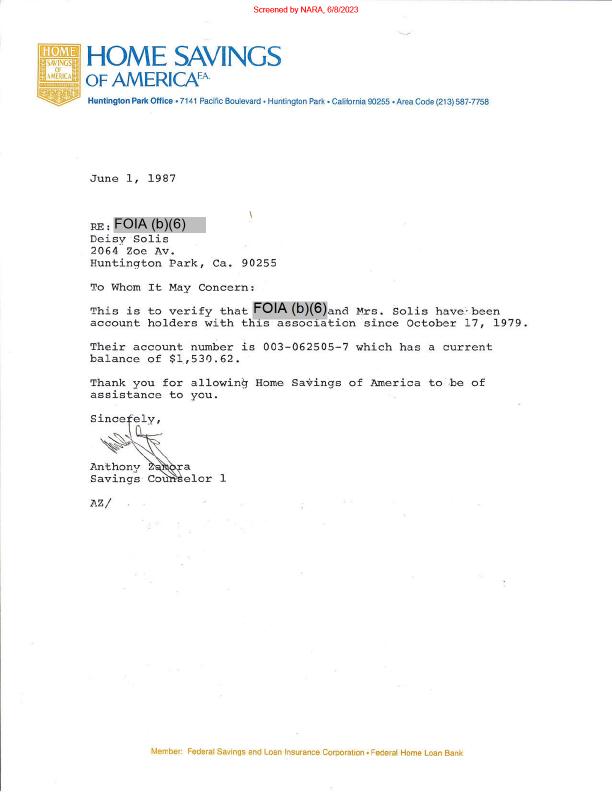 Screened by NARA, 6/8/2023
HOME
SAVINGS
OF
AMERICA
HOME SAVINGS
OF AMERICA F.A.
Huntington Park Office • 7141 Pacific Boulevard • Huntington Park • California 90255 • Area Code (213) 587-7758
June 1, 1987
RE: FOIA (b)(6)
Deisy Solis
2064 Zoe Av.
Huntington Park, Ca. 90255
To Whom It May Concern:
This is to verify that FOIA (b)(6) and Mrs. Solis have been
account holders with this association since October 17, 1979.
Their account number is 003-062505-7 which has a current
balance of $1,530.62.
Thank you for allowing Home Savings of America to be of
assistance to you.
Sincerely,
Anthony Zamora
Savings Counselor 1
AZ/
Member: Federal Savings and Loan Insurance Corporation • Federal Home Loan Bank